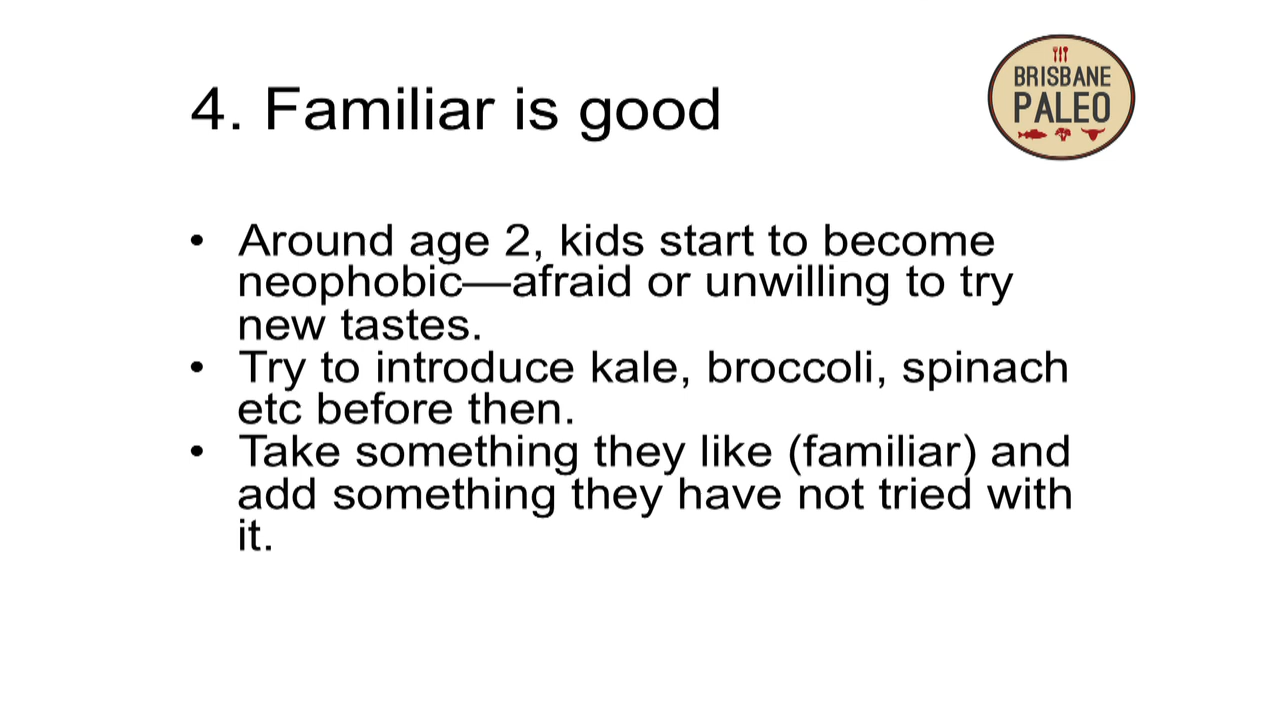 4. Familiar is good
BRISBANE
PALEO
• Around age 2, kids start to become
neophobic—afraid or unwilling to try
new tastes.
• Try to introduce kale, broccoli, spinach
etc before then.
• Take something they like (familiar) and
add something they have not tried with
it.